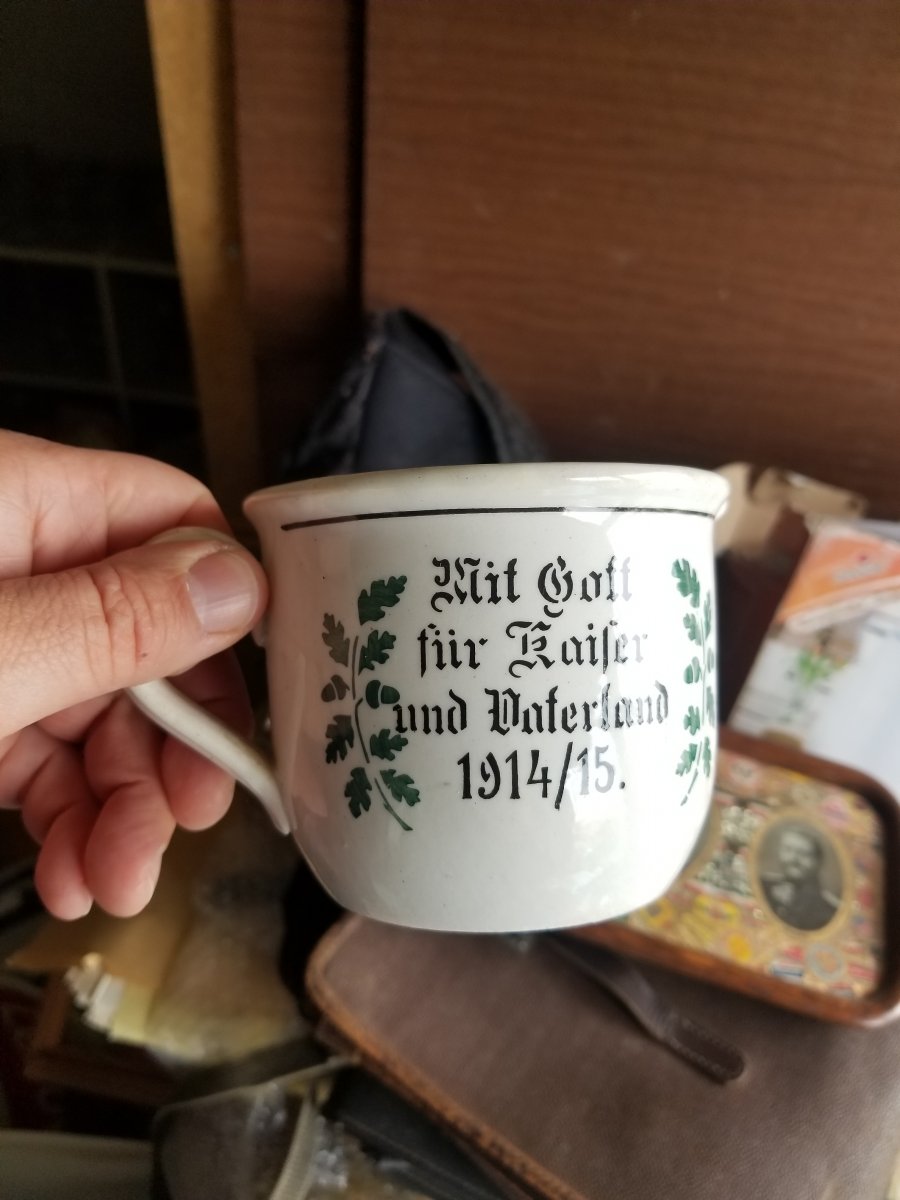 Mit Gott
für Kaiſer
und Vaterland
1914/15.